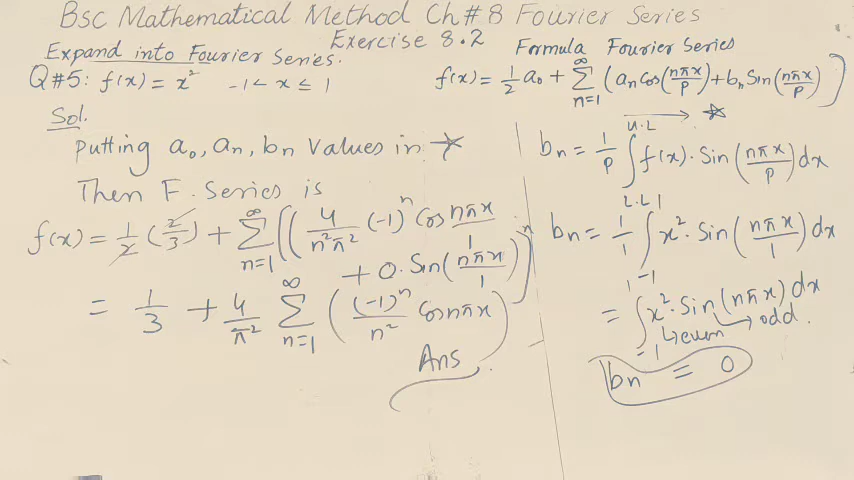 Bsc Mathematical Method Ch#8 Fourier Series
Exercise 8.2
Expand into Fourier Series.
Q#5: f(x) = x² -1 < x ≤ 1
Formula Fourier Series
f(x) = 1/2 a₀ + ∑_{n=1}^{∞} (aₙ Cos(nπx/P) + bₙ Sin(nπx/P)) → ☆
Sol.
Putting a₀, aₙ, bₙ Values in ☆
Then F. Series is
f(x) = 1/2 (2/3) + ∑_{n=1}^{∞} ((4/n²π² (-1)ⁿ Cos nπx/1
+ 0. Sin(nπx/1))
= 1/3 + 4/π² ∑_{n=1}^{∞} ((-1)ⁿ/n² Cos nπx)
Ans
bₙ = 1/P ∫_{L.L}^{U.L} f(x) . Sin(nπx/P) dx
bₙ = 1/1 ∫_{-1}^{1} x² . Sin(nπx/1) dx
= ∫_{-1}^{1} x² . Sin(nπx) dx
↳ even → odd.
bn = 0